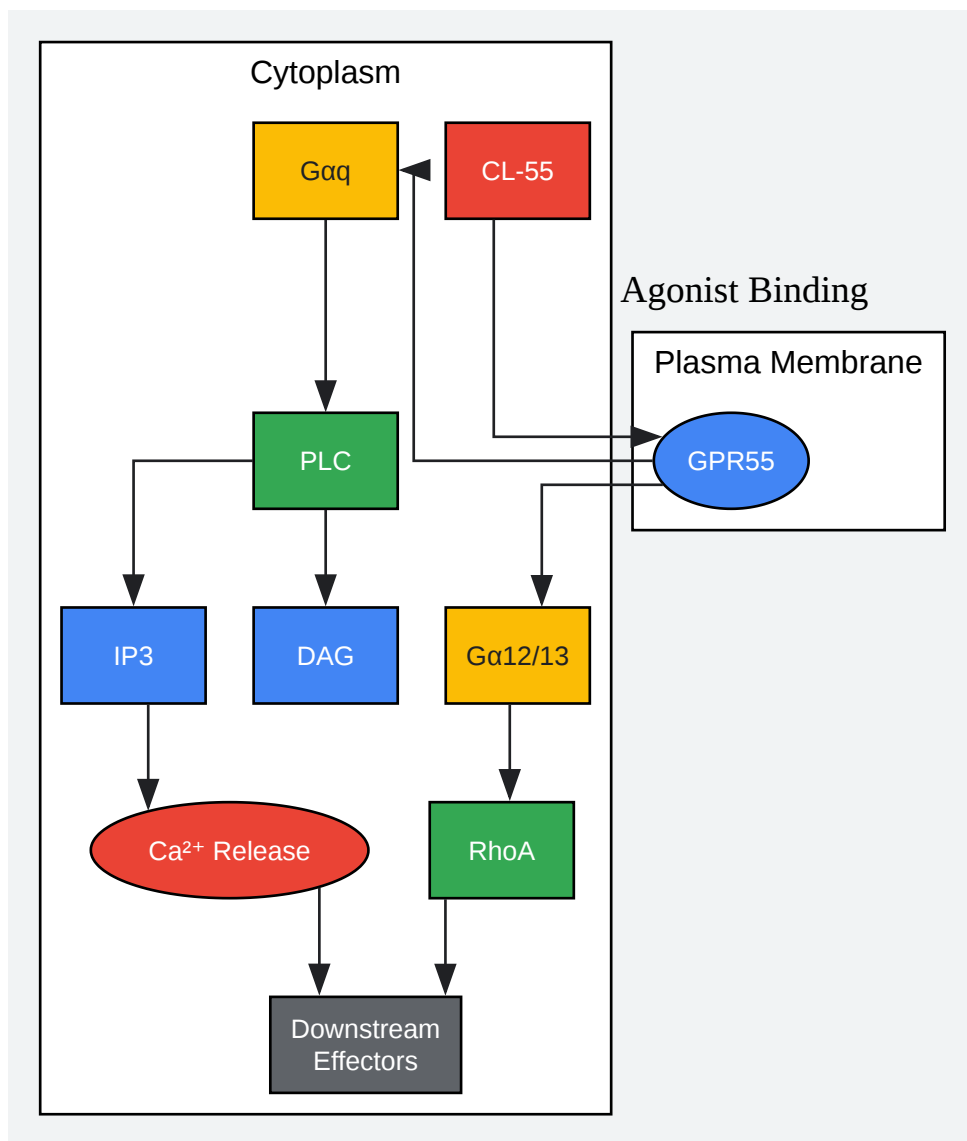 Cytoplasm
Gαq
CL-55
Agonist Binding
Plasma Membrane
PLC
GPR55
IP3
DAG
Gα12/13
Ca²⁺ Release
RhoA
Downstream
Effectors